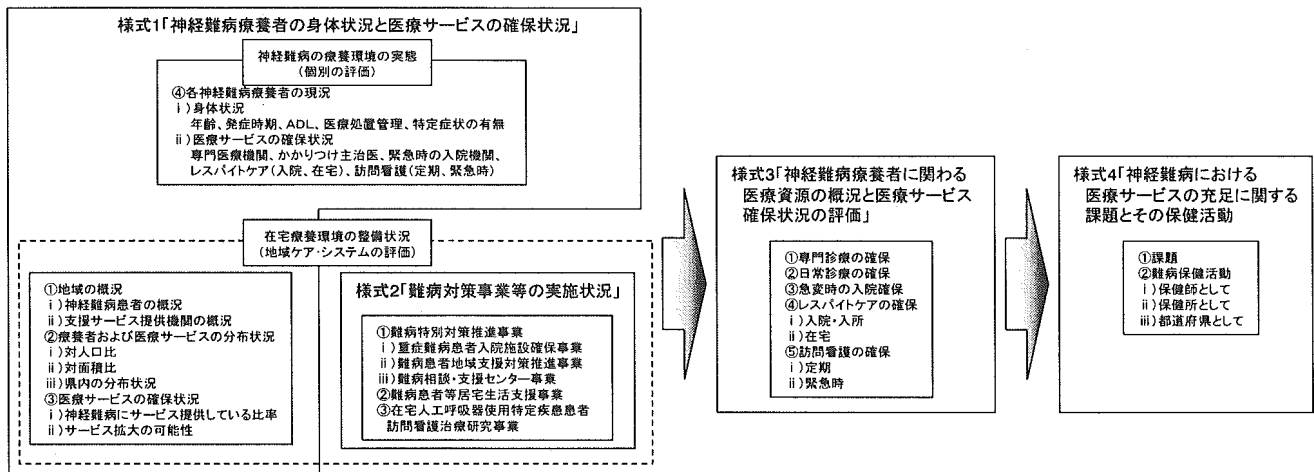 様式1「神経難病療養者の身体状況と医療サービスの確保状況」
神経難病の療養環境の実態
(個別の評価)
④各神経難病療養者の現況
ⅰ)身体状況
年齢、発症時期、ADL、医療処置管理、特定症状の有無
ⅱ)医療サービスの確保状況
専門医療機関、かかりつけ主治医、緊急時の入院機関、
レスパイトケア(入院、在宅)、訪問看護(定期、緊急時)
在宅療養環境の整備状況
(地域ケア・システムの評価)
①地域の概況
ⅰ)神経難病患者の概況
ⅱ)支援サービス提供機関の概況
②療養者および医療サービスの分布状況
ⅰ)対人口比
ⅱ)対面積比
ⅲ)県内の分布状況
③医療サービスの確保状況
ⅰ)神経難病にサービス提供している比率
ⅱ)サービス拡大の可能性
様式2「難病対策事業等の実施状況」
①難病特別対策推進事業
ⅰ)重症難病患者入院施設確保事業
ⅱ)難病患者地域支援対策推進事業
ⅲ)難病相談・支援センター事業
②難病患者等居宅生活支援事業
③在宅人工呼吸器使用特定疾患患者
訪問看護治療研究事業
様式3「神経難病療養者に関わる
医療資源の概況と医療サービス
確保状況の評価」
①専門診療の確保
②日常診療の確保
③急変時の入院確保
④レスパイトケアの確保
ⅰ)入院・入所
ⅱ)在宅
⑤訪問看護の確保
ⅰ)定期
ⅱ)緊急時
様式4「神経難病における
医療サービスの充足に関する
課題とその保健活動
①課題
②難病保健活動
ⅰ)保健師として
ⅱ)保健所として
ⅲ)都道府県として